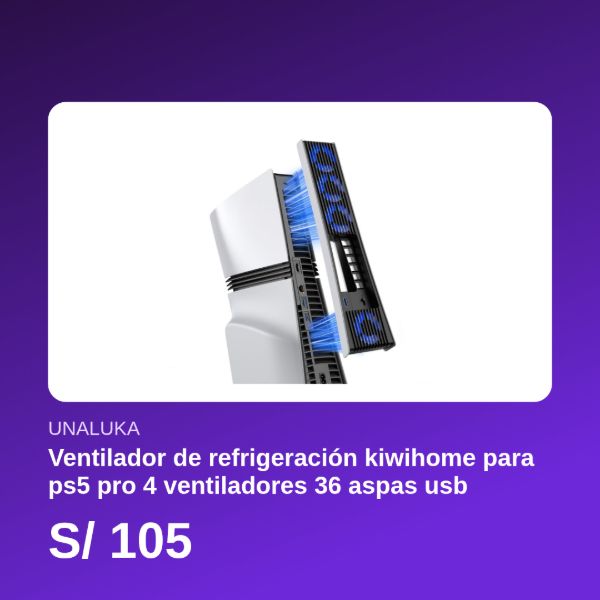 UNALUKA
Ventilador de refrigeración kiwihome para
ps5 pro 4 ventiladores 36 aspas usb
S/ 105